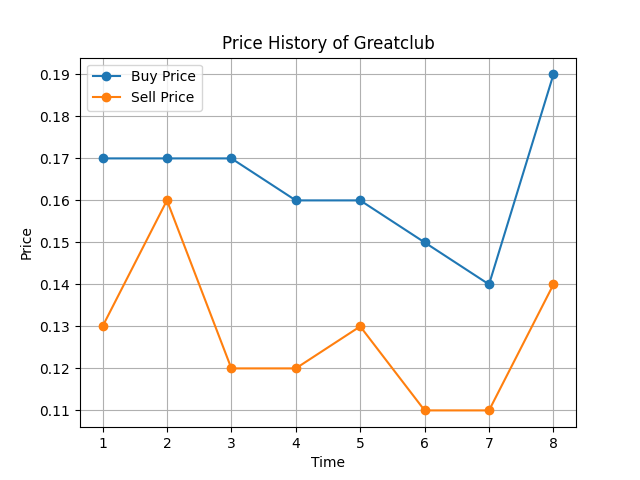 Price History of Greatclub
Buy Price
Sell Price
Price
0.19
0.18
0.17
0.16
0.15
0.14
0.13
0.12
0.11
1 2 3 4 5 6 7 8
Time